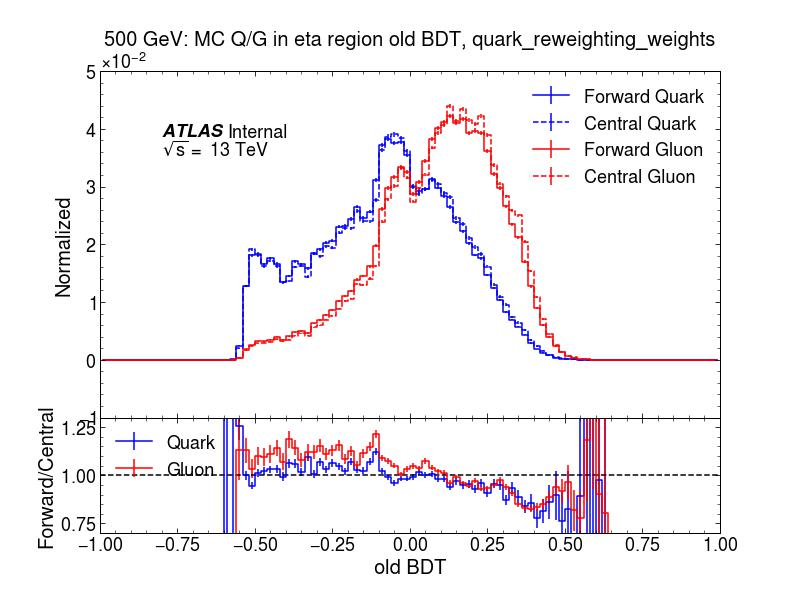 500 GeV: MC Q/G in eta region old BDT, quark_reweighting_weights
×10⁻²
5
4
3
2
1
0
−1
Normalized
ATLAS Internal
√s = 13 TeV
Forward Quark
Central Quark
Forward Gluon
Central Gluon
Forward/Central
1.25
1.00
0.75
Quark
Gluon
−1.00 −0.75 −0.50 −0.25 0.00 0.25 0.50 0.75 1.00
old BDT